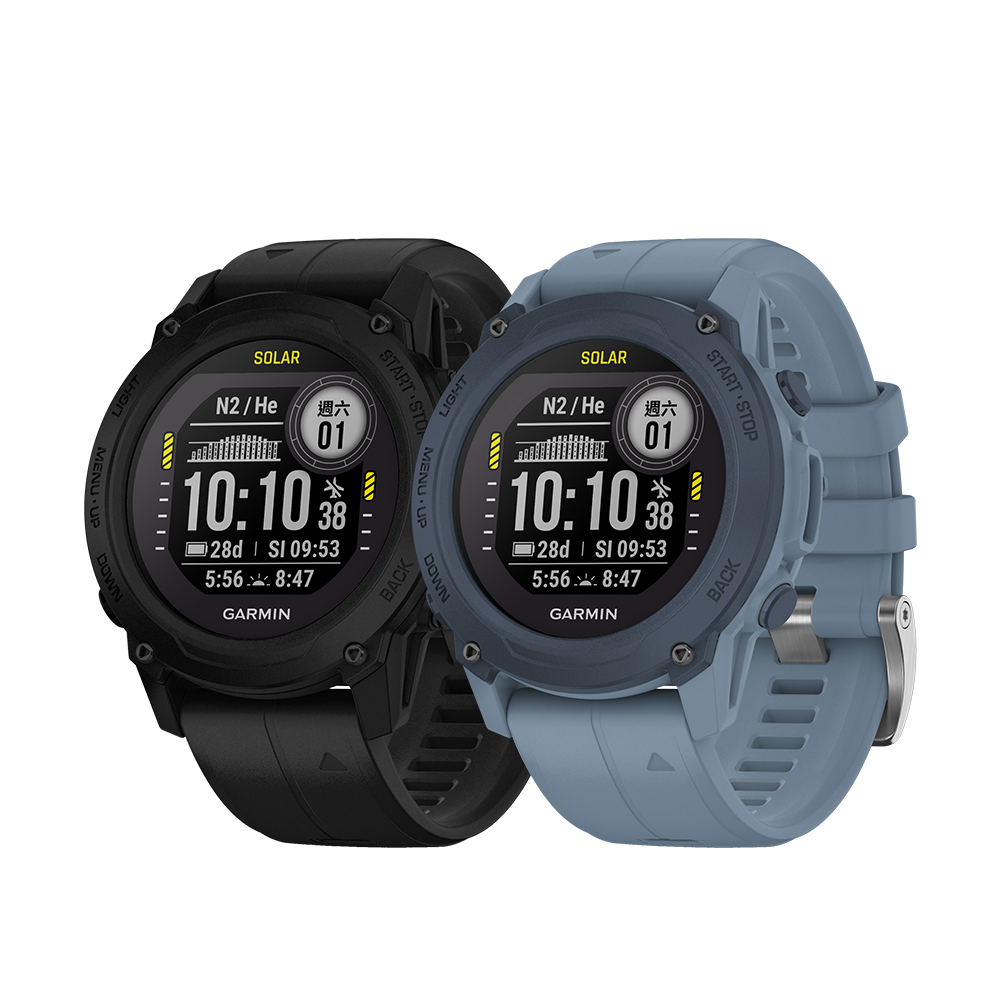 SOLAR
N2 / He
週六
01
10:10
38
28d
SI 09:53
5:56
8:47
GARMIN
LIGHT
MENU · UP
DOWN
START · STOP
BACK
SOLAR
N2 / He
週六
01
10:10
38
28d
SI 09:53
5:56
8:47
GARMIN
LIGHT
MENU · UP
DOWN
START · STOP
BACK